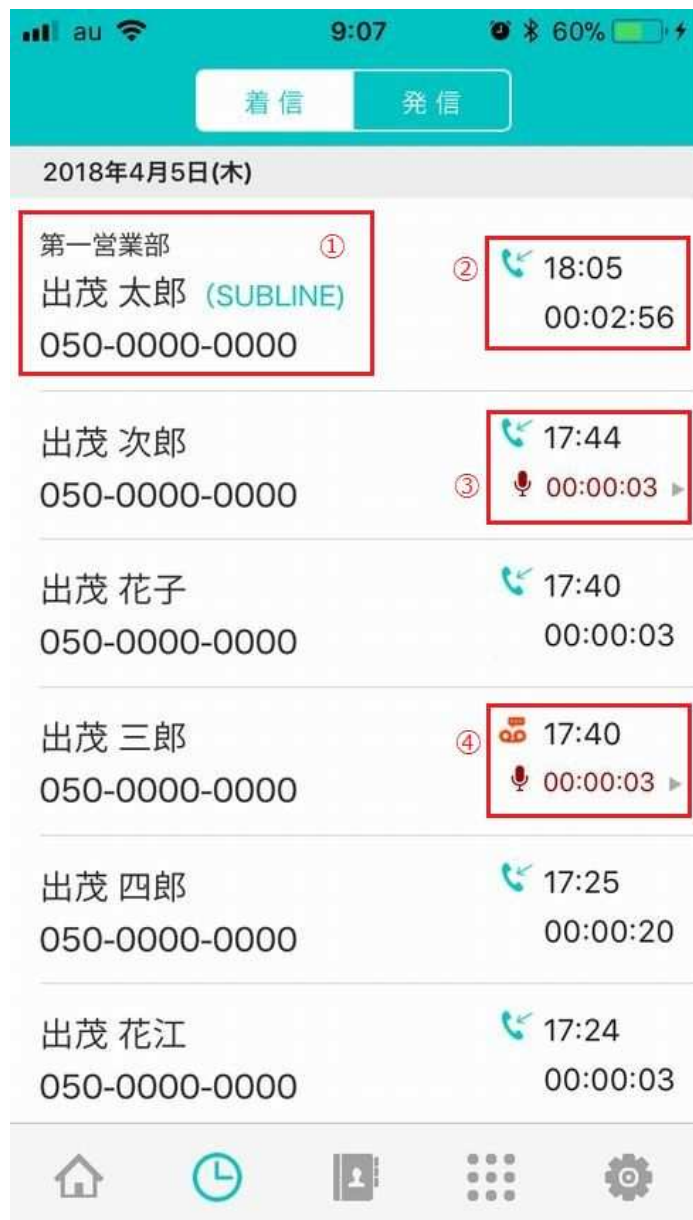 au 9:07 60%
着信 発信
2018年4月5日(木)
第一営業部 ①
出茂 太郎 (SUBLINE)
050-0000-0000
② 18:05
00:02:56
出茂 次郎 17:44
050-0000-0000 ③ 00:00:03
出茂 花子 17:40
050-0000-0000 00:00:03
出茂 三郎 ④ 17:40
050-0000-0000 00:00:03
出茂 四郎 17:25
050-0000-0000 00:00:20
出茂 花江 17:24
050-0000-0000 00:00:03